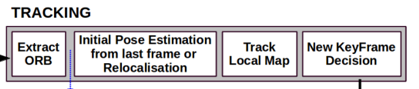 TRACKING
Extract
ORB
Initial Pose Estimation
from last frame or
Relocalisation
Track
Local Map
New KeyFrame
Decision